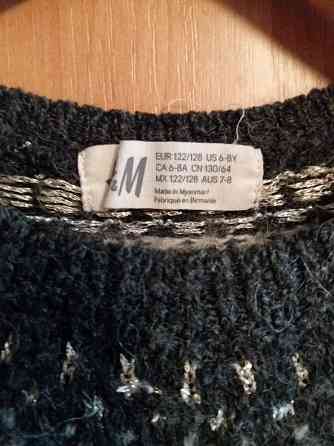 &M
EUR 122/128 US 6-8Y
CA 6-8A CN 130/64
MX 122/128 AUS 7-8
Made in Myanmar
Fabriqué en Birmanie